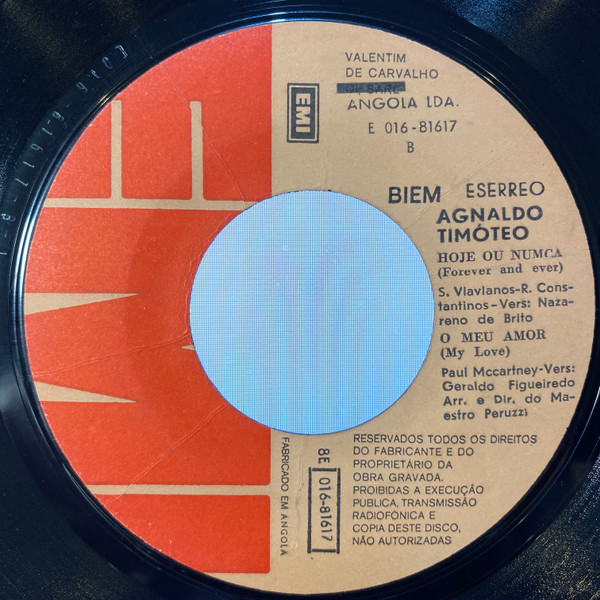 VALENTIM
DE CARVALHO
ANGOLA LDA.
EMI
E 016-81617
B
BIEM ESERREO
AGNALDO
TIMÓTEO
HOJE OU NUMCA
(Forever and ever)
S. Vlavlanos-R. Cons-
tantinos-Vers: Naza-
reno de Brito
O MEU AMOR
(My Love)
Paul Mccartney-Vers:
Geraldo Figueiredo
Arr. e Dir. do Ma-
estro Peruzzi
RESERVADOS TODOS OS DIREITOS
DO FABRICANTE E DO
PROPRIETÁRIO DA
OBRA GRAVADA.
PROIBIDAS A EXECUÇÃO
PUBLICA, TRANSMISSÃO
RADIOFÓNICA E
COPIA DESTE DISCO,
NÃO AUTORIZADAS
8E 016-81617
FABRICADO EM ANGOLA